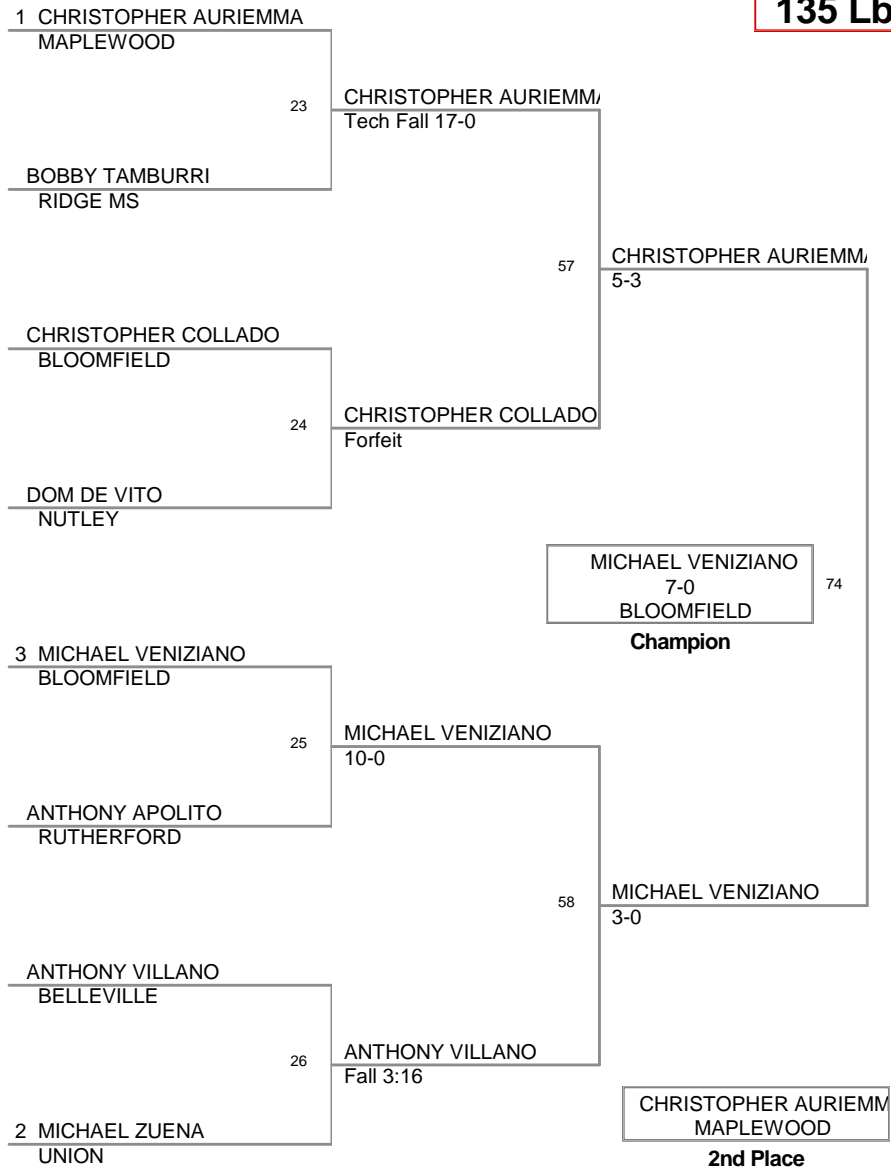 135 Lb
1 CHRISTOPHER AURIEMMA
MAPLEWOOD
23
CHRISTOPHER AURIEMMA
Tech Fall 17-0
BOBBY TAMBURRI
RIDGE MS
57
CHRISTOPHER AURIEMMA
5-3
CHRISTOPHER COLLADO
BLOOMFIELD
24
CHRISTOPHER COLLADO
Forfeit
DOM DE VITO
NUTLEY
MICHAEL VENIZIANO
7-0
BLOOMFIELD
74
Champion
3 MICHAEL VENIZIANO
BLOOMFIELD
25
MICHAEL VENIZIANO
10-0
ANTHONY APOLITO
RUTHERFORD
58
MICHAEL VENIZIANO
3-0
ANTHONY VILLANO
BELLEVILLE
26
ANTHONY VILLANO
Fall 3:16
2 MICHAEL ZUENA
UNION
CHRISTOPHER AURIEMM
MAPLEWOOD
2nd Place